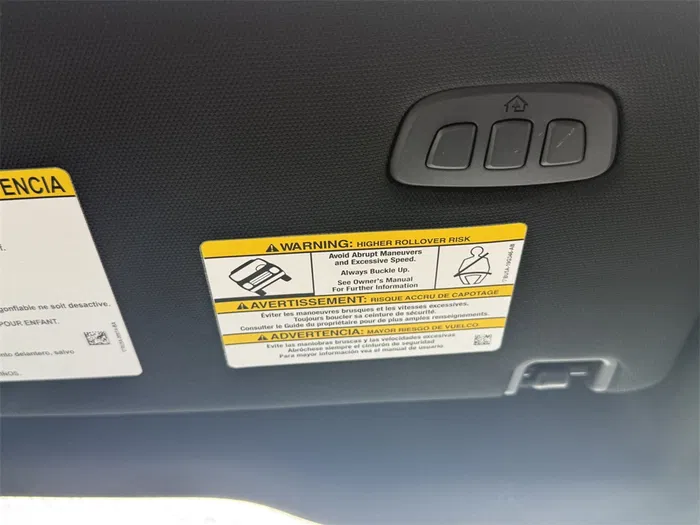 ENCIA
gonflable ne soit desactive.
POUR ENFANT.
nto delantero, salvo
WARNING: HIGHER ROLLOVER RISK
Avoid Abrupt Maneuvers
and Excessive Speed.
Always Buckle Up.
See Owner's Manual
For Further Information
AVERTISSEMENT: RISQUE ACCRU DE CAPOTAGE
Éviter les manoeuvres brusques et les vitesses excessives.
Toujours boucler sa ceinture de sécurité.
Consulter le Guide du propriétaire pour de plus amples renseignements.
ADVERTENCIA: MAYOR RIESGO DE VUELCO
Evite las maniobras bruscas y las velocidades excesivas
Abróchese siempre el cinturón de seguridad
Para mayor información vea el manual de usuario